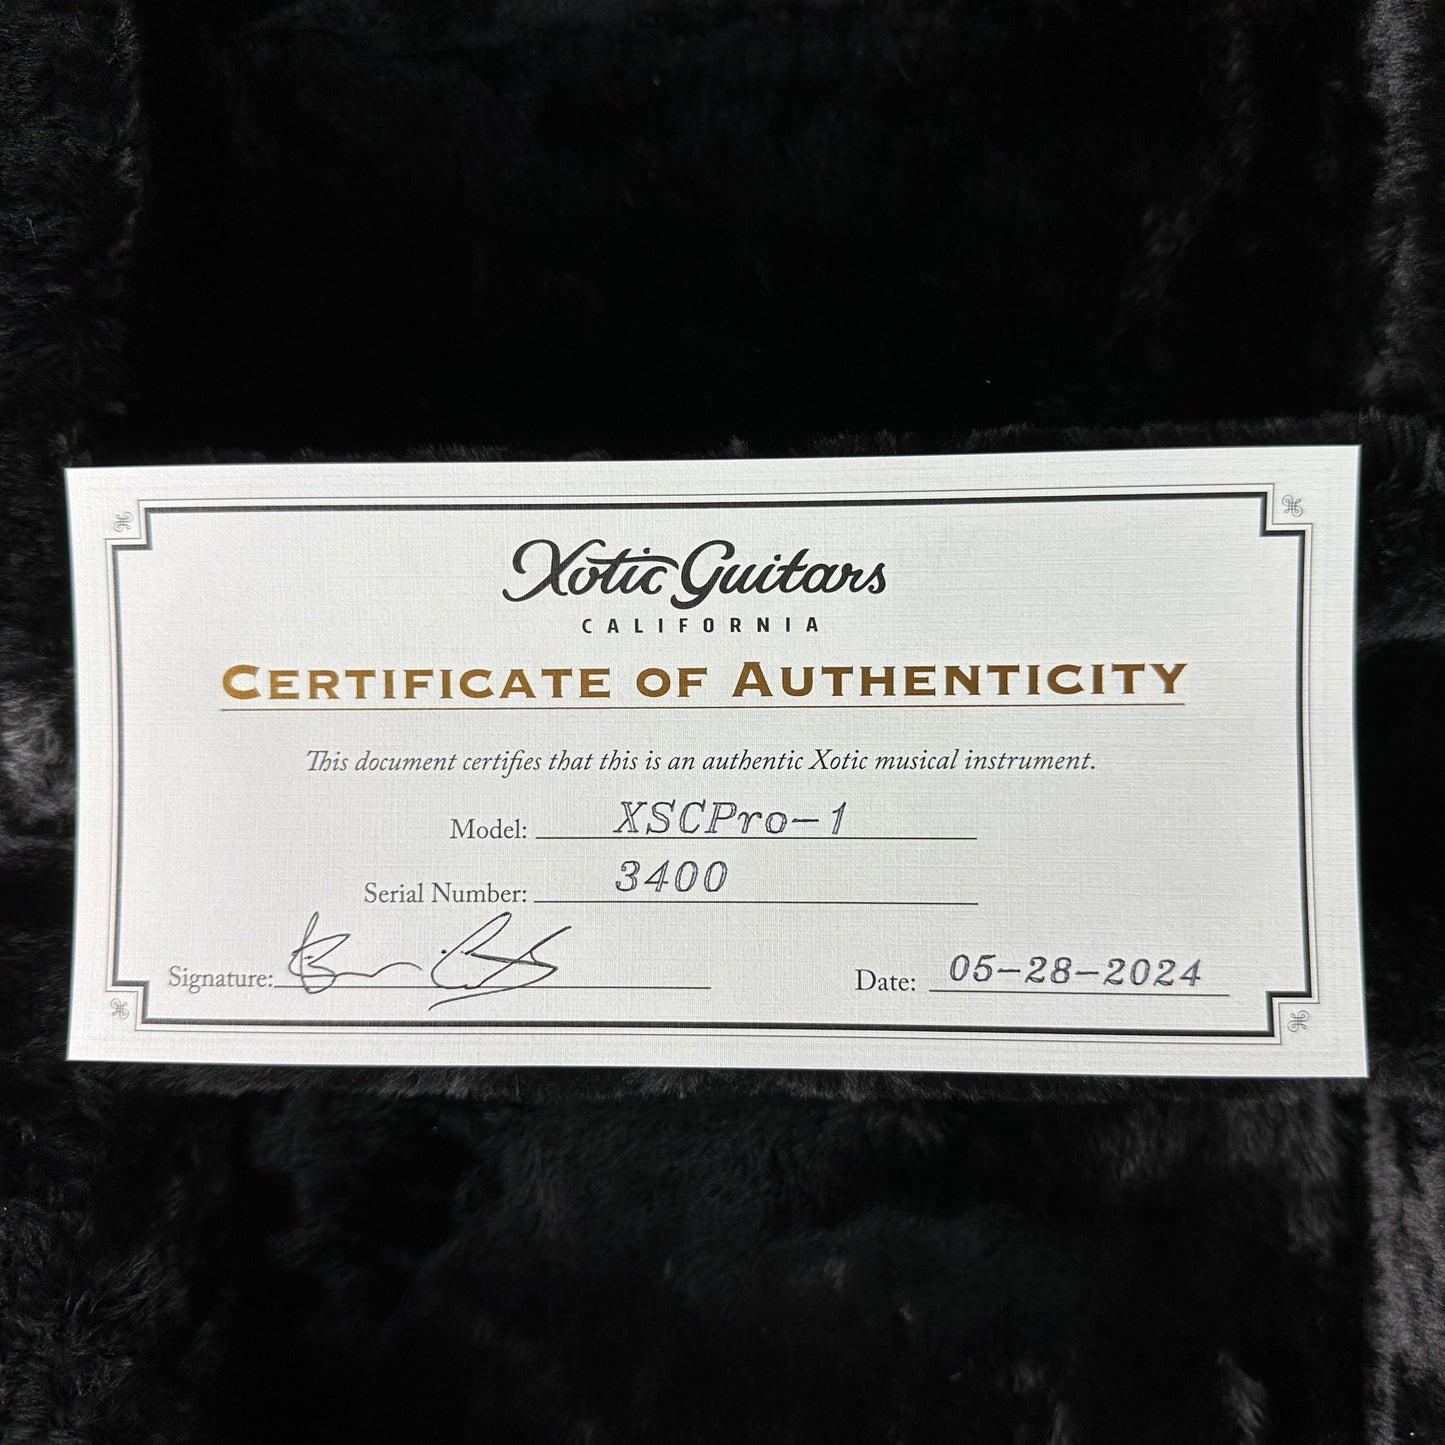 Xotic Guitars
CALIFORNIA
CERTIFICATE OF AUTHENTICITY
This document certifies that this is an authentic Xotic musical instrument.
Model: XSCPro-1
Serial Number: 3400
Signature:
Date: 05-28-2024